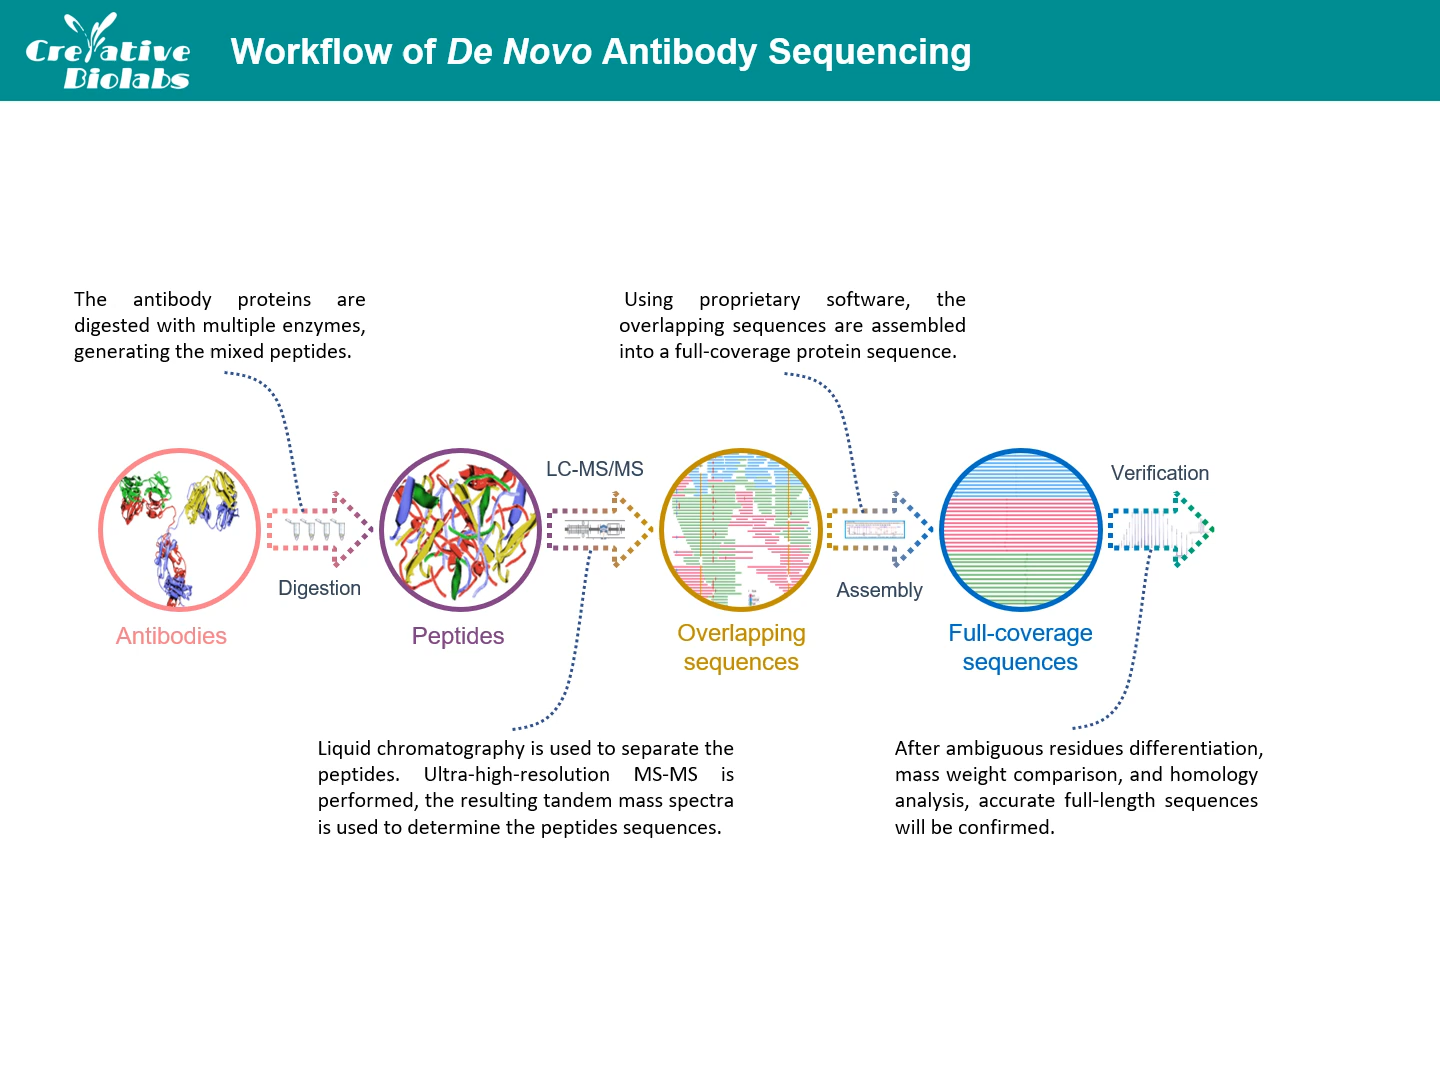 Creative
Biolabs
Workflow of De Novo Antibody Sequencing
The antibody proteins are
digested with multiple enzymes,
generating the mixed peptides.
Using proprietary software, the
overlapping sequences are assembled
into a full-coverage protein sequence.
LC-MS/MS
Verification
Digestion
Assembly
Antibodies
Peptides
Overlapping
sequences
Full-coverage
sequences
Liquid chromatography is used to separate the
peptides. Ultra-high-resolution MS-MS is
performed, the resulting tandem mass spectra
is used to determine the peptides sequences.
After ambiguous residues differentiation,
mass weight comparison, and homology
analysis, accurate full-length sequences
will be confirmed.